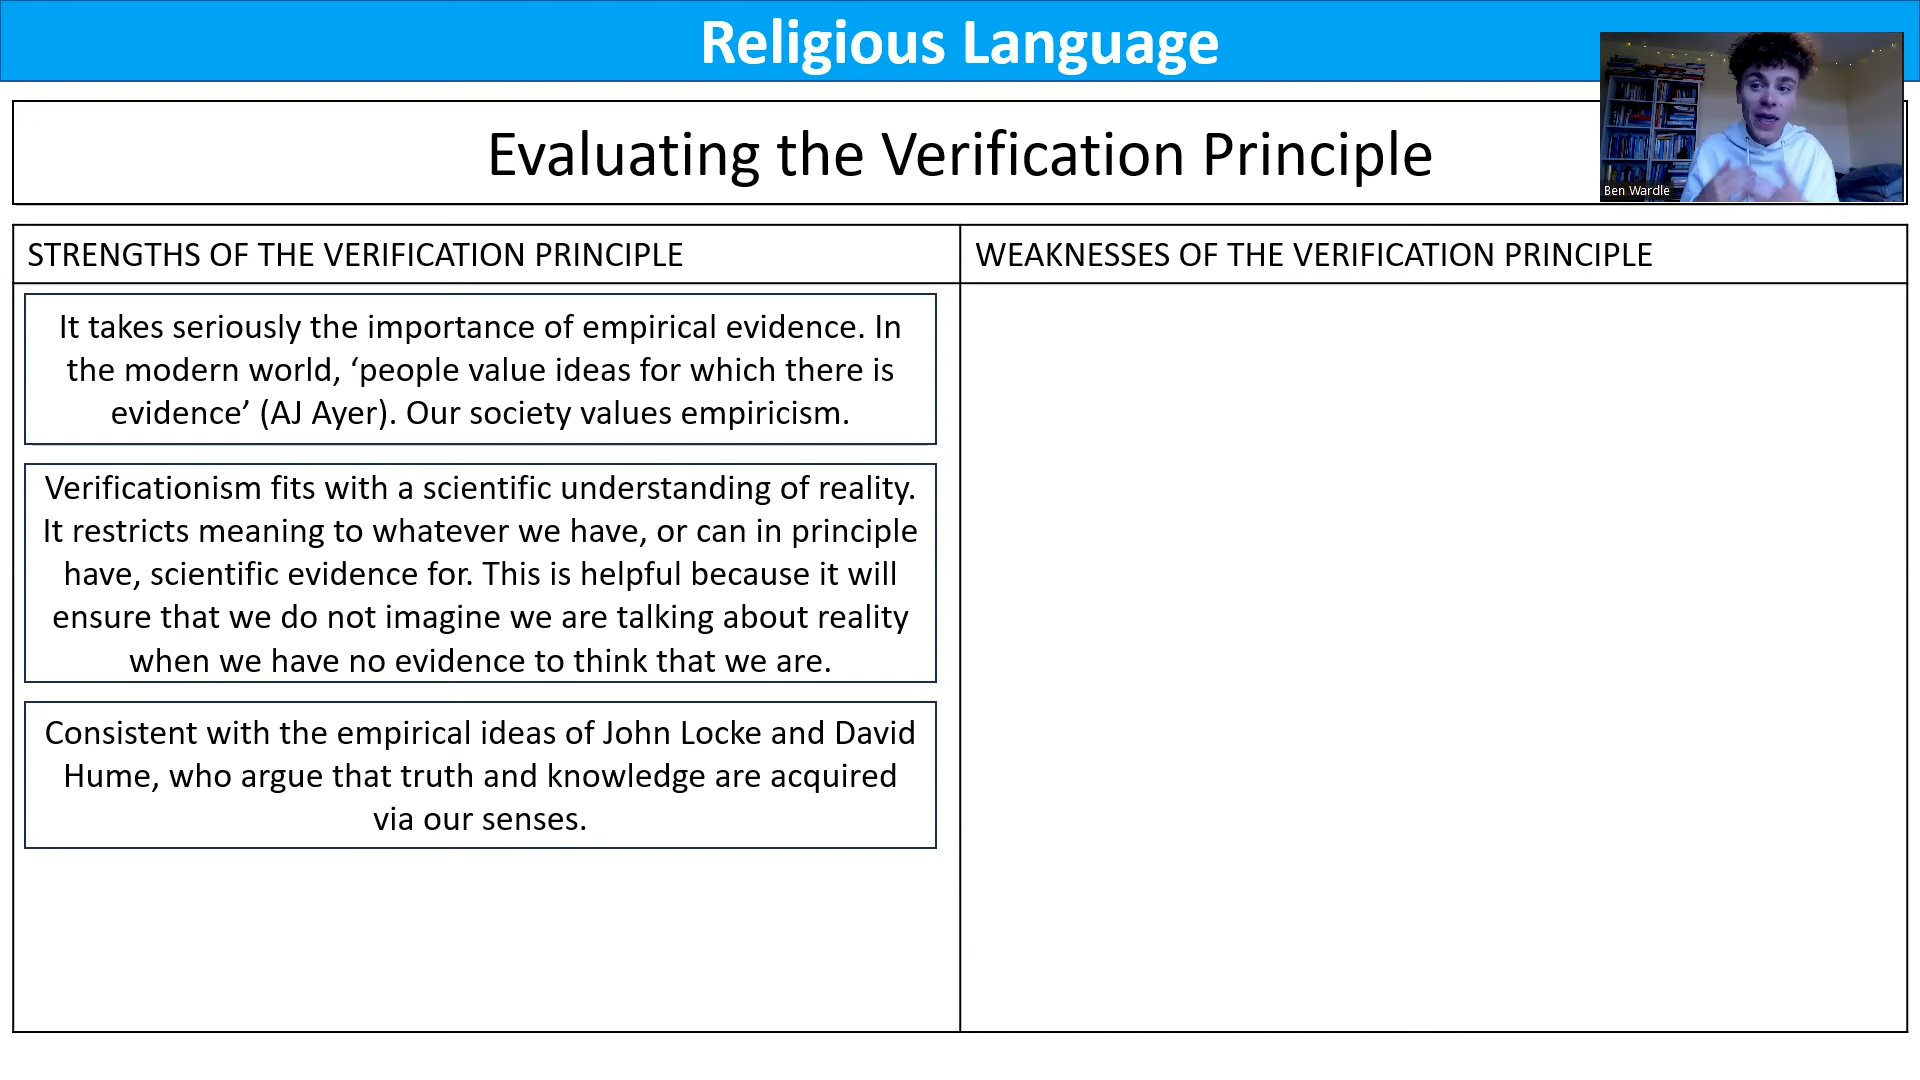 Religious Language
Evaluating the Verification Principle
Ben Wardle
STRENGTHS OF THE VERIFICATION PRINCIPLE
WEAKNESSES OF THE VERIFICATION PRINCIPLE
It takes seriously the importance of empirical evidence. In
the modern world, ‘people value ideas for which there is
evidence’ (AJ Ayer). Our society values empiricism.
Verificationism fits with a scientific understanding of reality.
It restricts meaning to whatever we have, or can in principle
have, scientific evidence for. This is helpful because it will
ensure that we do not imagine we are talking about reality
when we have no evidence to think that we are.
Consistent with the empirical ideas of John Locke and David
Hume, who argue that truth and knowledge are acquired
via our senses.